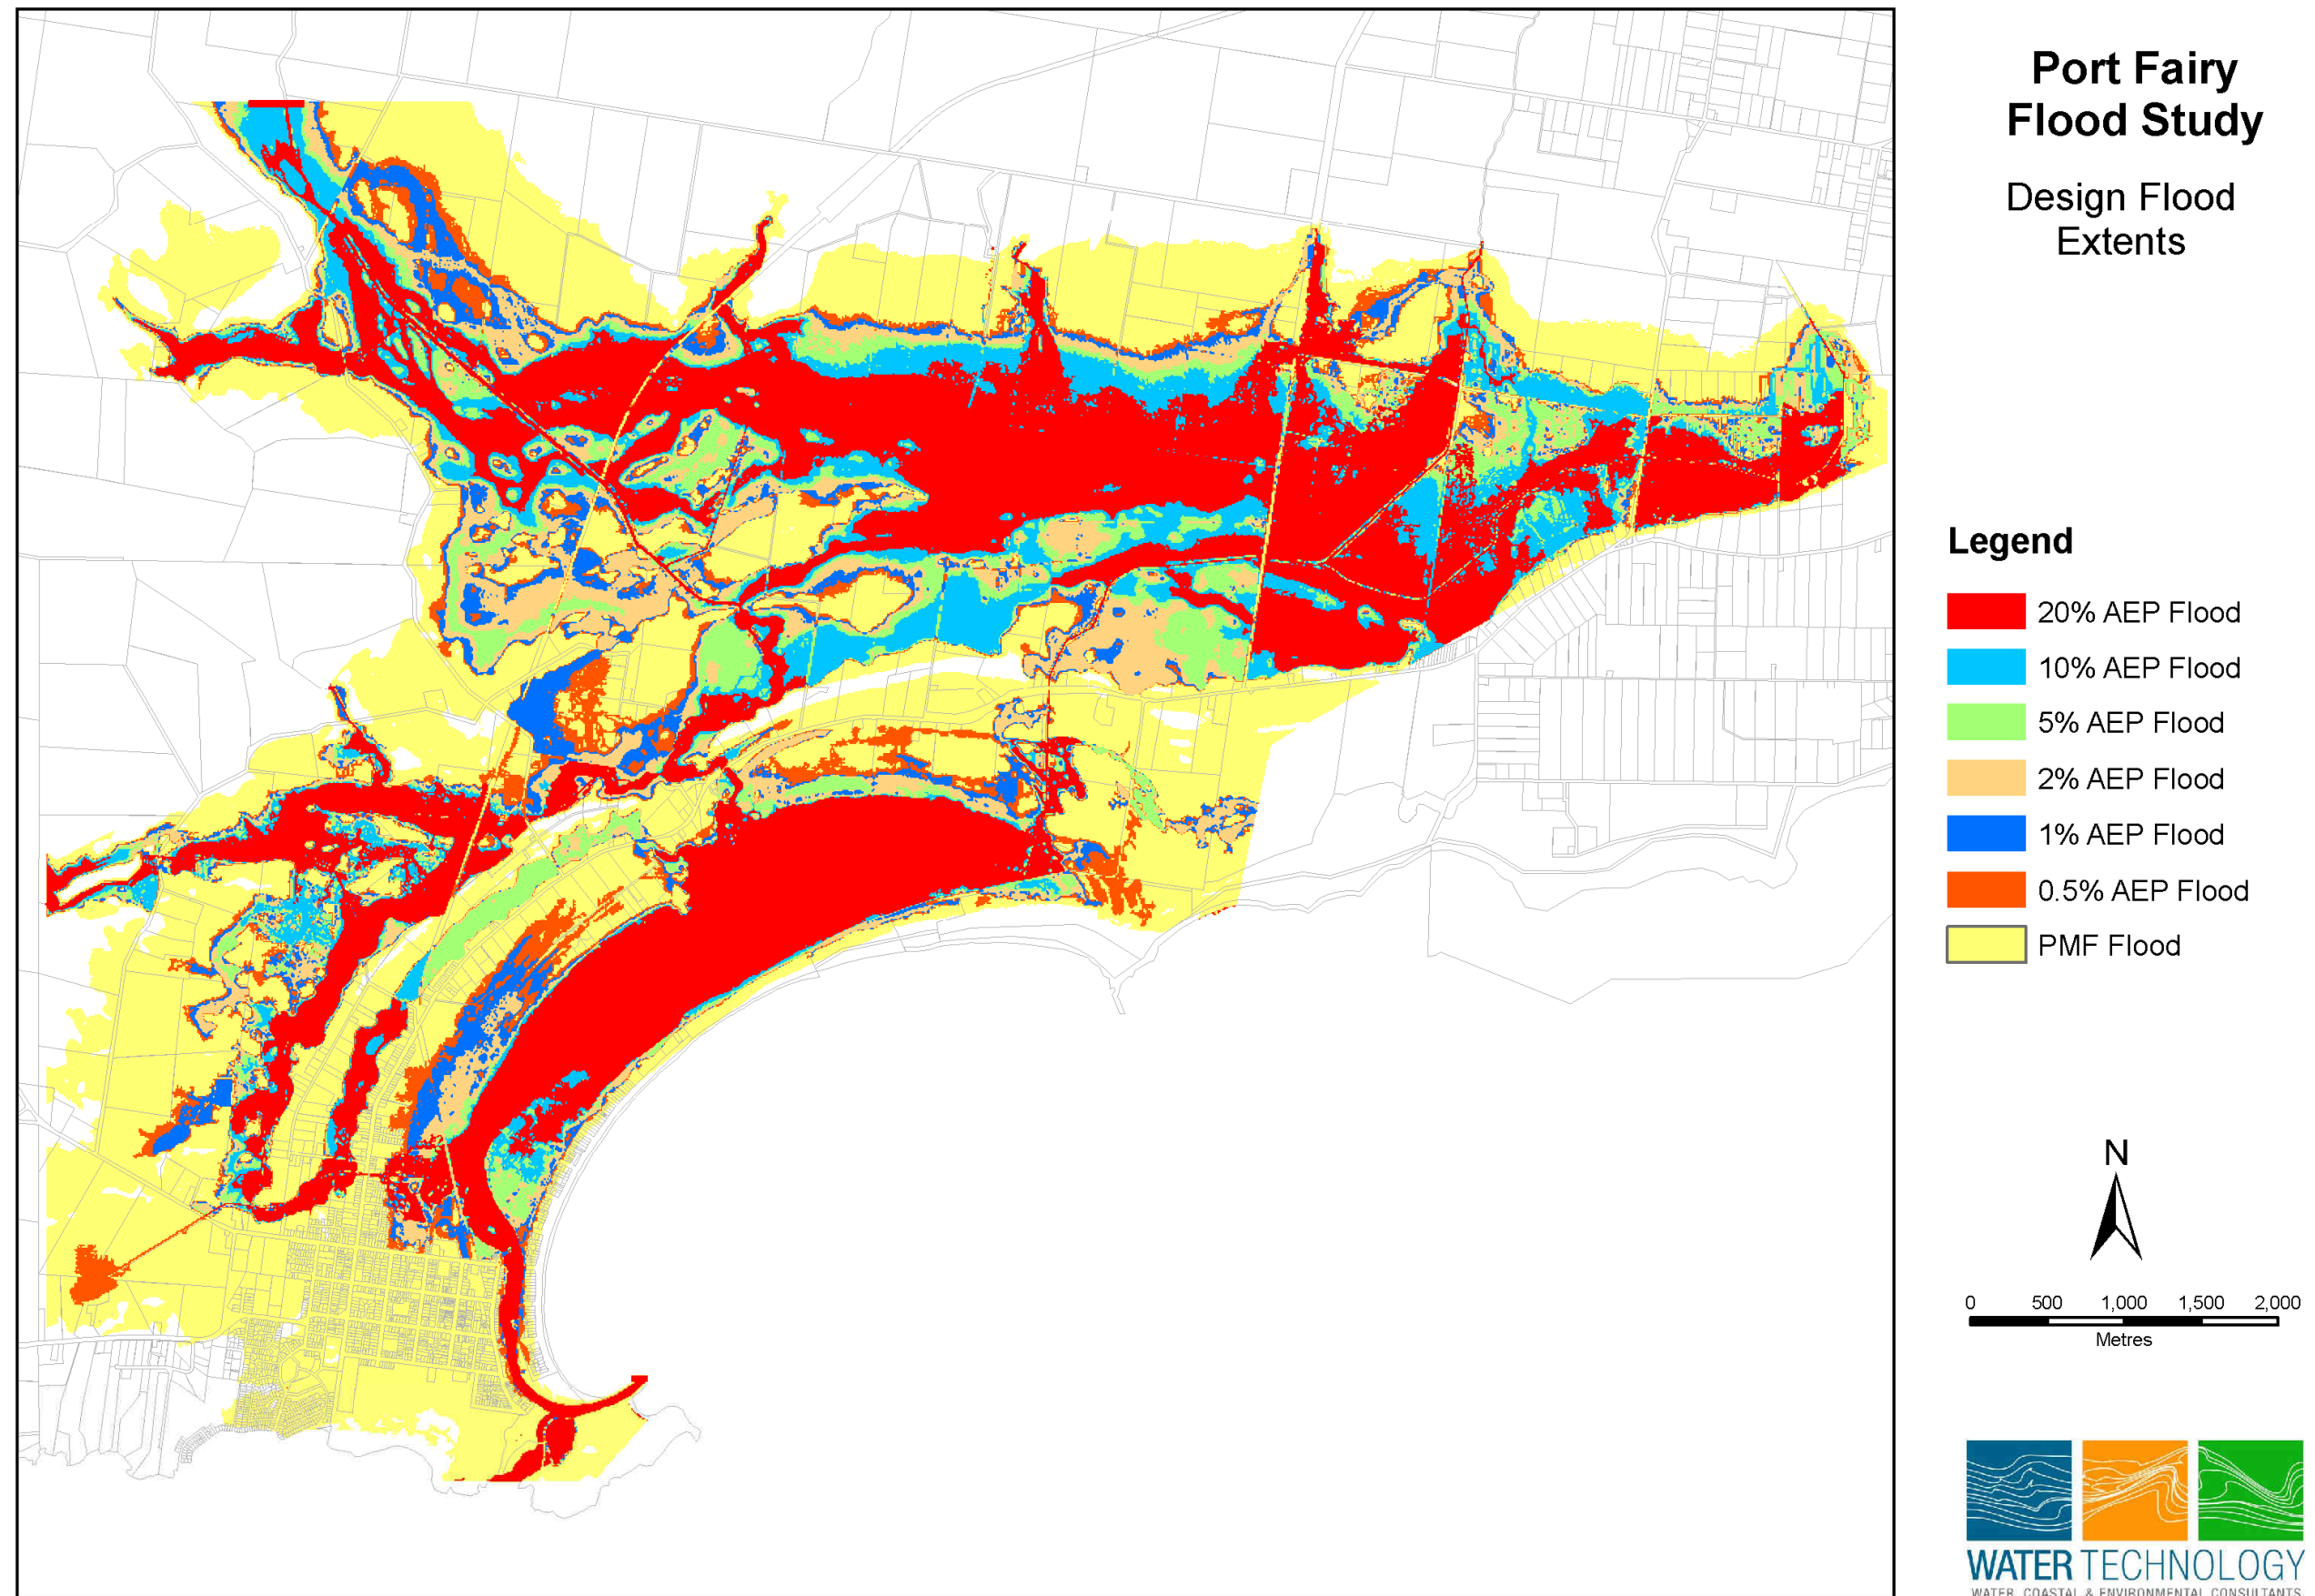 Port Fairy
Flood Study
Design Flood
Extents
Legend
20% AEP Flood
10% AEP Flood
5% AEP Flood
2% AEP Flood
1% AEP Flood
0.5% AEP Flood
PMF Flood
N
0 500 1,000 1,500 2,000
Metres
WATER TECHNOLOGY
WATER, COASTAL & ENVIRONMENTAL CONSULTANTS